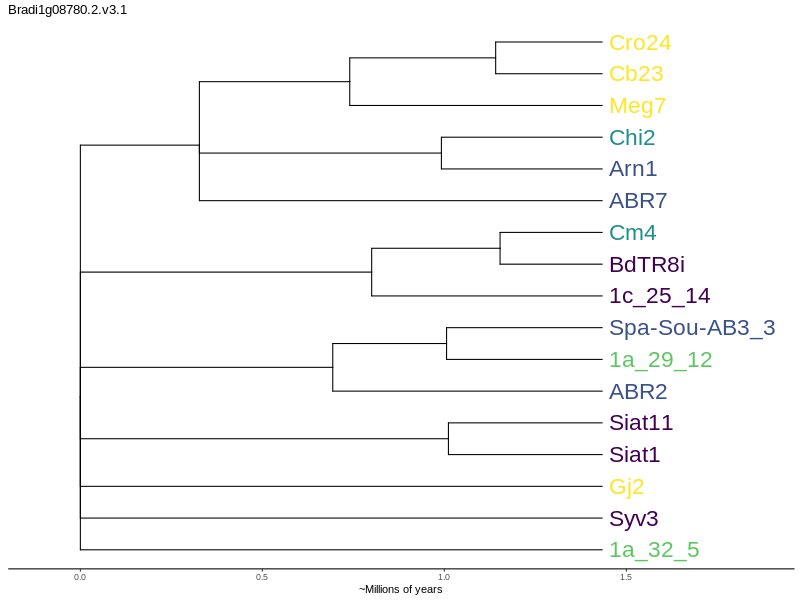 Bradi1g08780.2.v3.1
Cro24
Cb23
Meg7
Chi2
Arn1
ABR7
Cm4
BdTR8i
1c_25_14
Spa-Sou-AB3_3
1a_29_12
ABR2
Siat11
Siat1
Gj2
Syv3
1a_32_5
0.0 0.5 1.0 1.5
~Millions of years